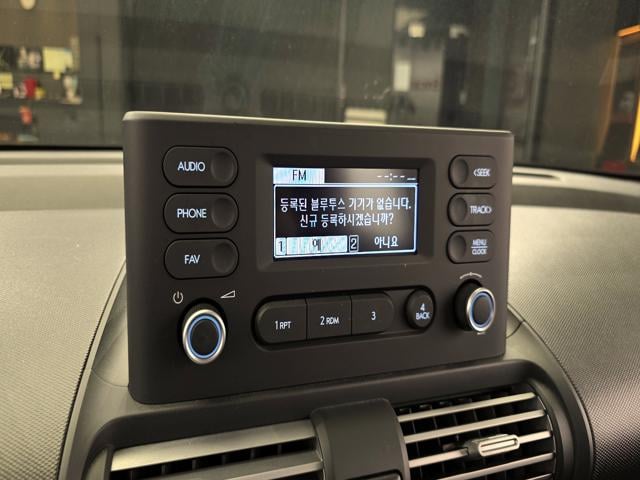 AUDIO
PHONE
FAV
FM
--:--
등록된 블루투스 기기가 없습니다.
신규 등록하시겠습니까?
예
아니요
<SEEK
TRACK>
MENU
CLOCK
1 RPT
2 RDM
3
4
BACK